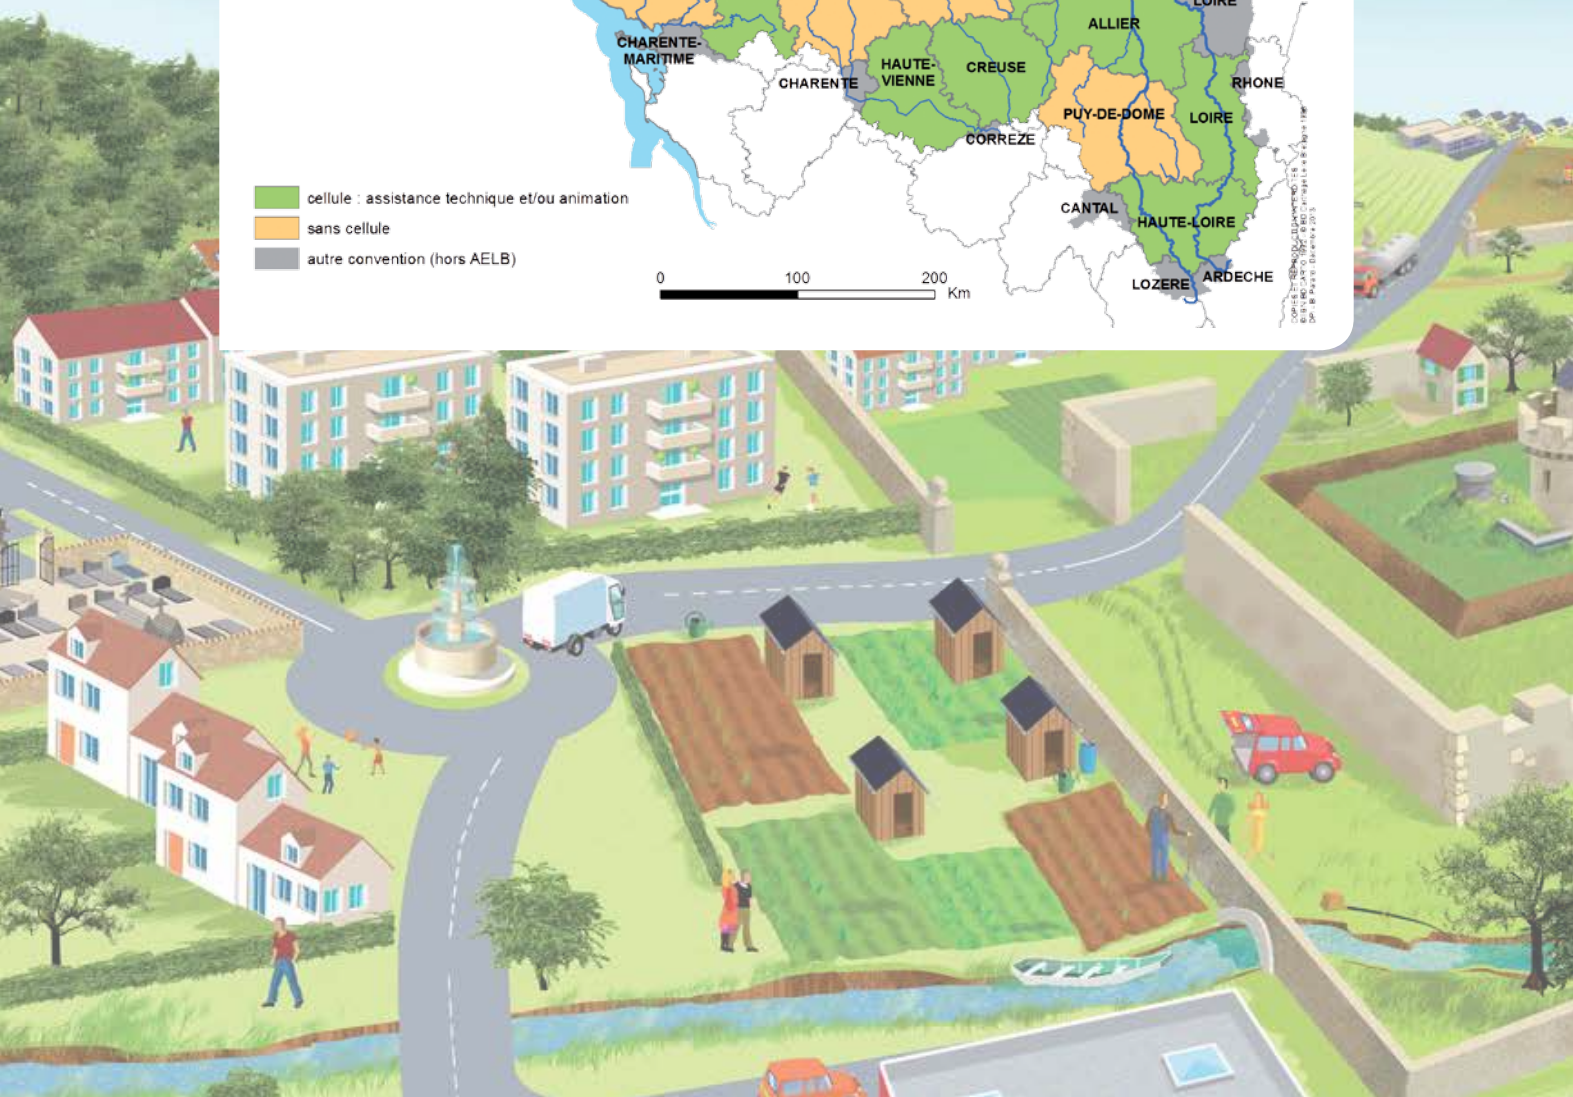 LOIRE
ALLIER
CHARENTE-
MARITIME
HAUTE-
VIENNE
CREUSE
CHARENTE
RHONE
PUY-DE-DOME
LOIRE
CORREZE
cellule : assistance technique et/ou animation
sans cellule
autre convention (hors AELB)
CANTAL
HAUTE-LOIRE
LOZERE
ARDECHE
0 100 200
Km